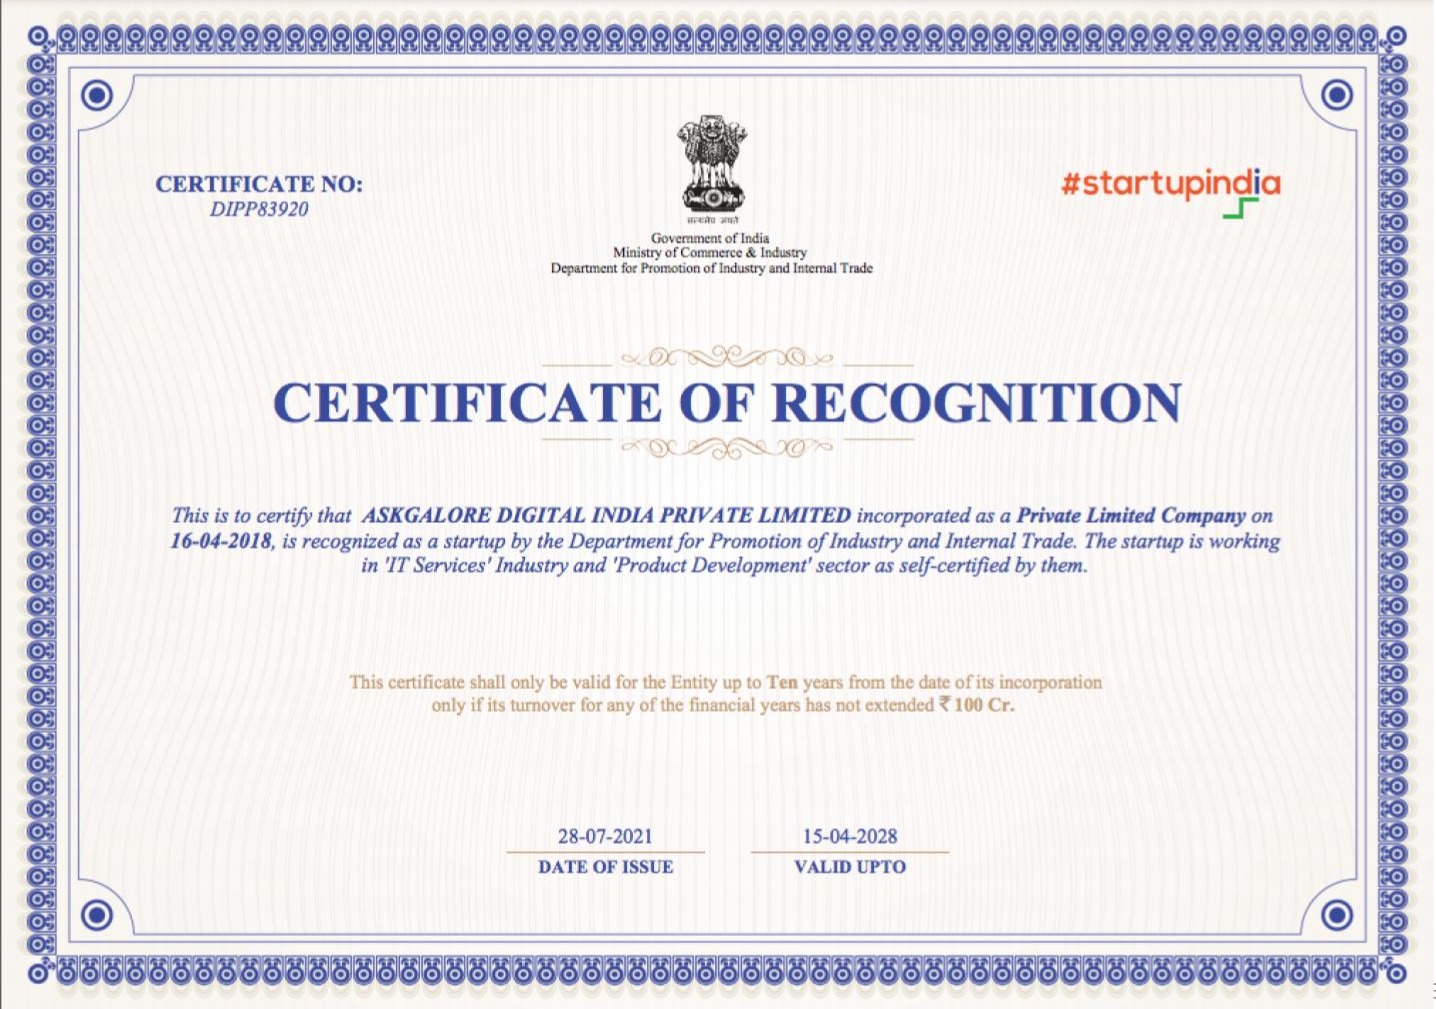 CERTIFICATE NO:
DIPP83920
सत्यमेव जयते
Government of India
Ministry of Commerce & Industry
Department for Promotion of Industry and Internal Trade
#startupindia
CERTIFICATE OF RECOGNITION
This is to certify that ASKGALORE DIGITAL INDIA PRIVATE LIMITED incorporated as a Private Limited Company on
16-04-2018, is recognized as a startup by the Department for Promotion of Industry and Internal Trade. The startup is working
in 'IT Services' Industry and 'Product Development' sector as self-certified by them.
This certificate shall only be valid for the Entity up to Ten years from the date of its incorporation
only if its turnover for any of the financial years has not extended ₹ 100 Cr.
28-07-2021
DATE OF ISSUE
15-04-2028
VALID UPTO